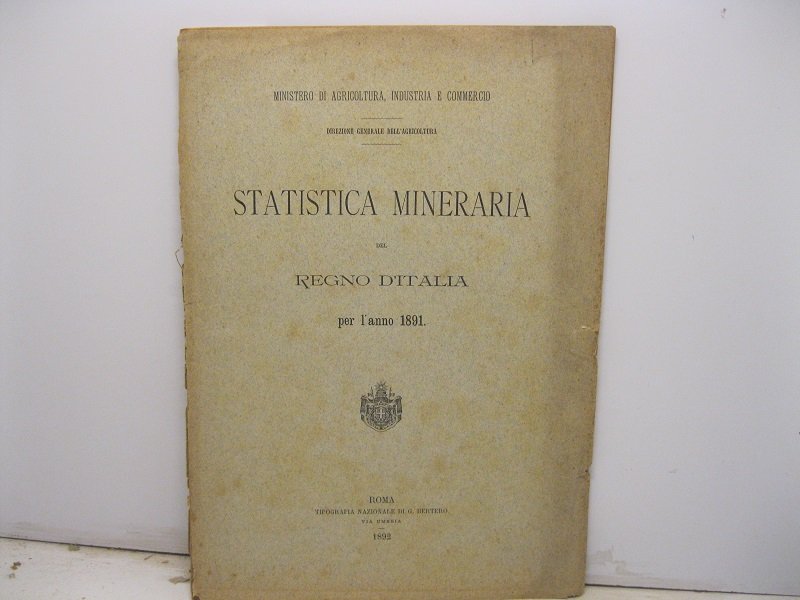 MINISTERO DI AGRICOLTURA, INDUSTRIA E COMMERCIO
DIREZIONE GENERALE DELL'AGRICOLTURA
STATISTICA MINERARIA
DEL
REGNO D'ITALIA
per l'anno 1891.
ROMA
TIPOGRAFIA NAZIONALE DI G. BERTERO
VIA UMBRIA
1892